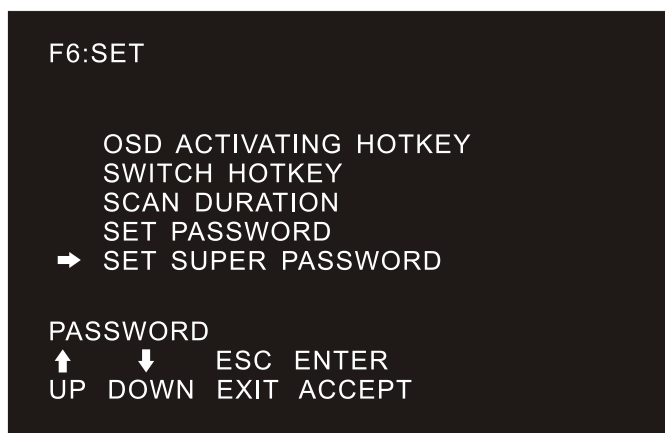 F6:SET
OSD ACTIVATING HOTKEY
SWITCH HOTKEY
SCAN DURATION
SET PASSWORD
➡ SET SUPER PASSWORD
PASSWORD
⬆ ⬇ ESC ENTER
UP DOWN EXIT ACCEPT